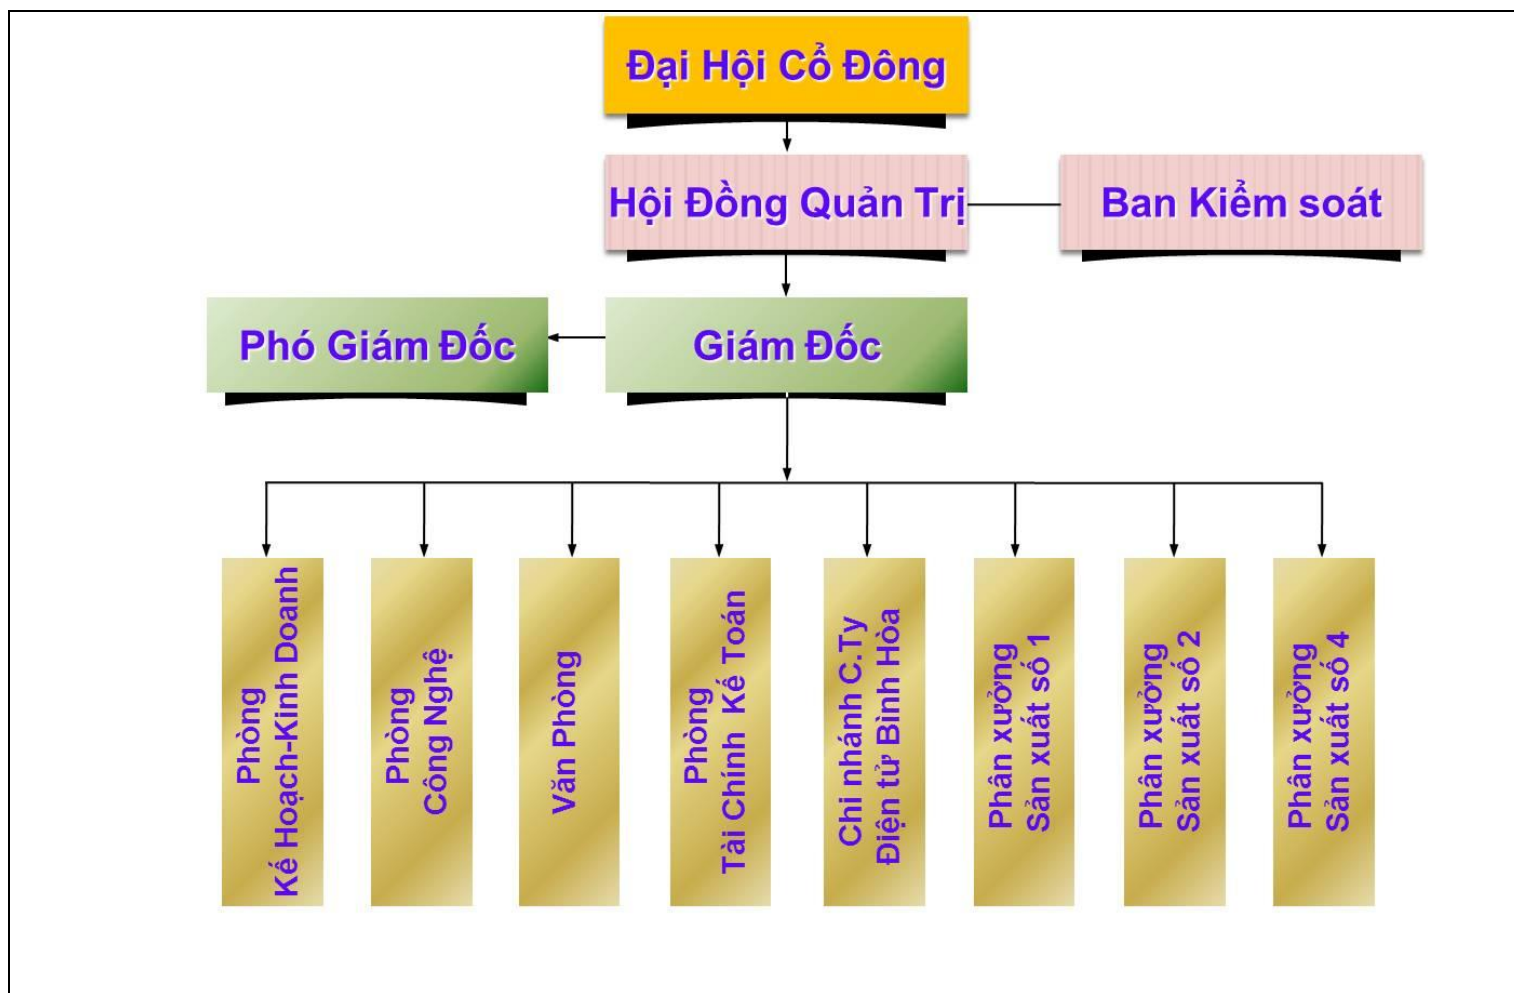 Đại Hội Cổ Đông
Hội Đồng Quản Trị
Ban Kiểm soát
Phó Giám Đốc
Giám Đốc
Phòng
Kế Hoạch-Kinh Doanh
Phòng
Công Nghệ
Văn Phòng
Phòng
Tài Chính Kế Toán
Chi nhánh C.Ty
Điện tử Bình Hòa
Phân xưởng
Sản xuất số 1
Phân xưởng
Sản xuất số 2
Phân xưởng
Sản xuất số 4